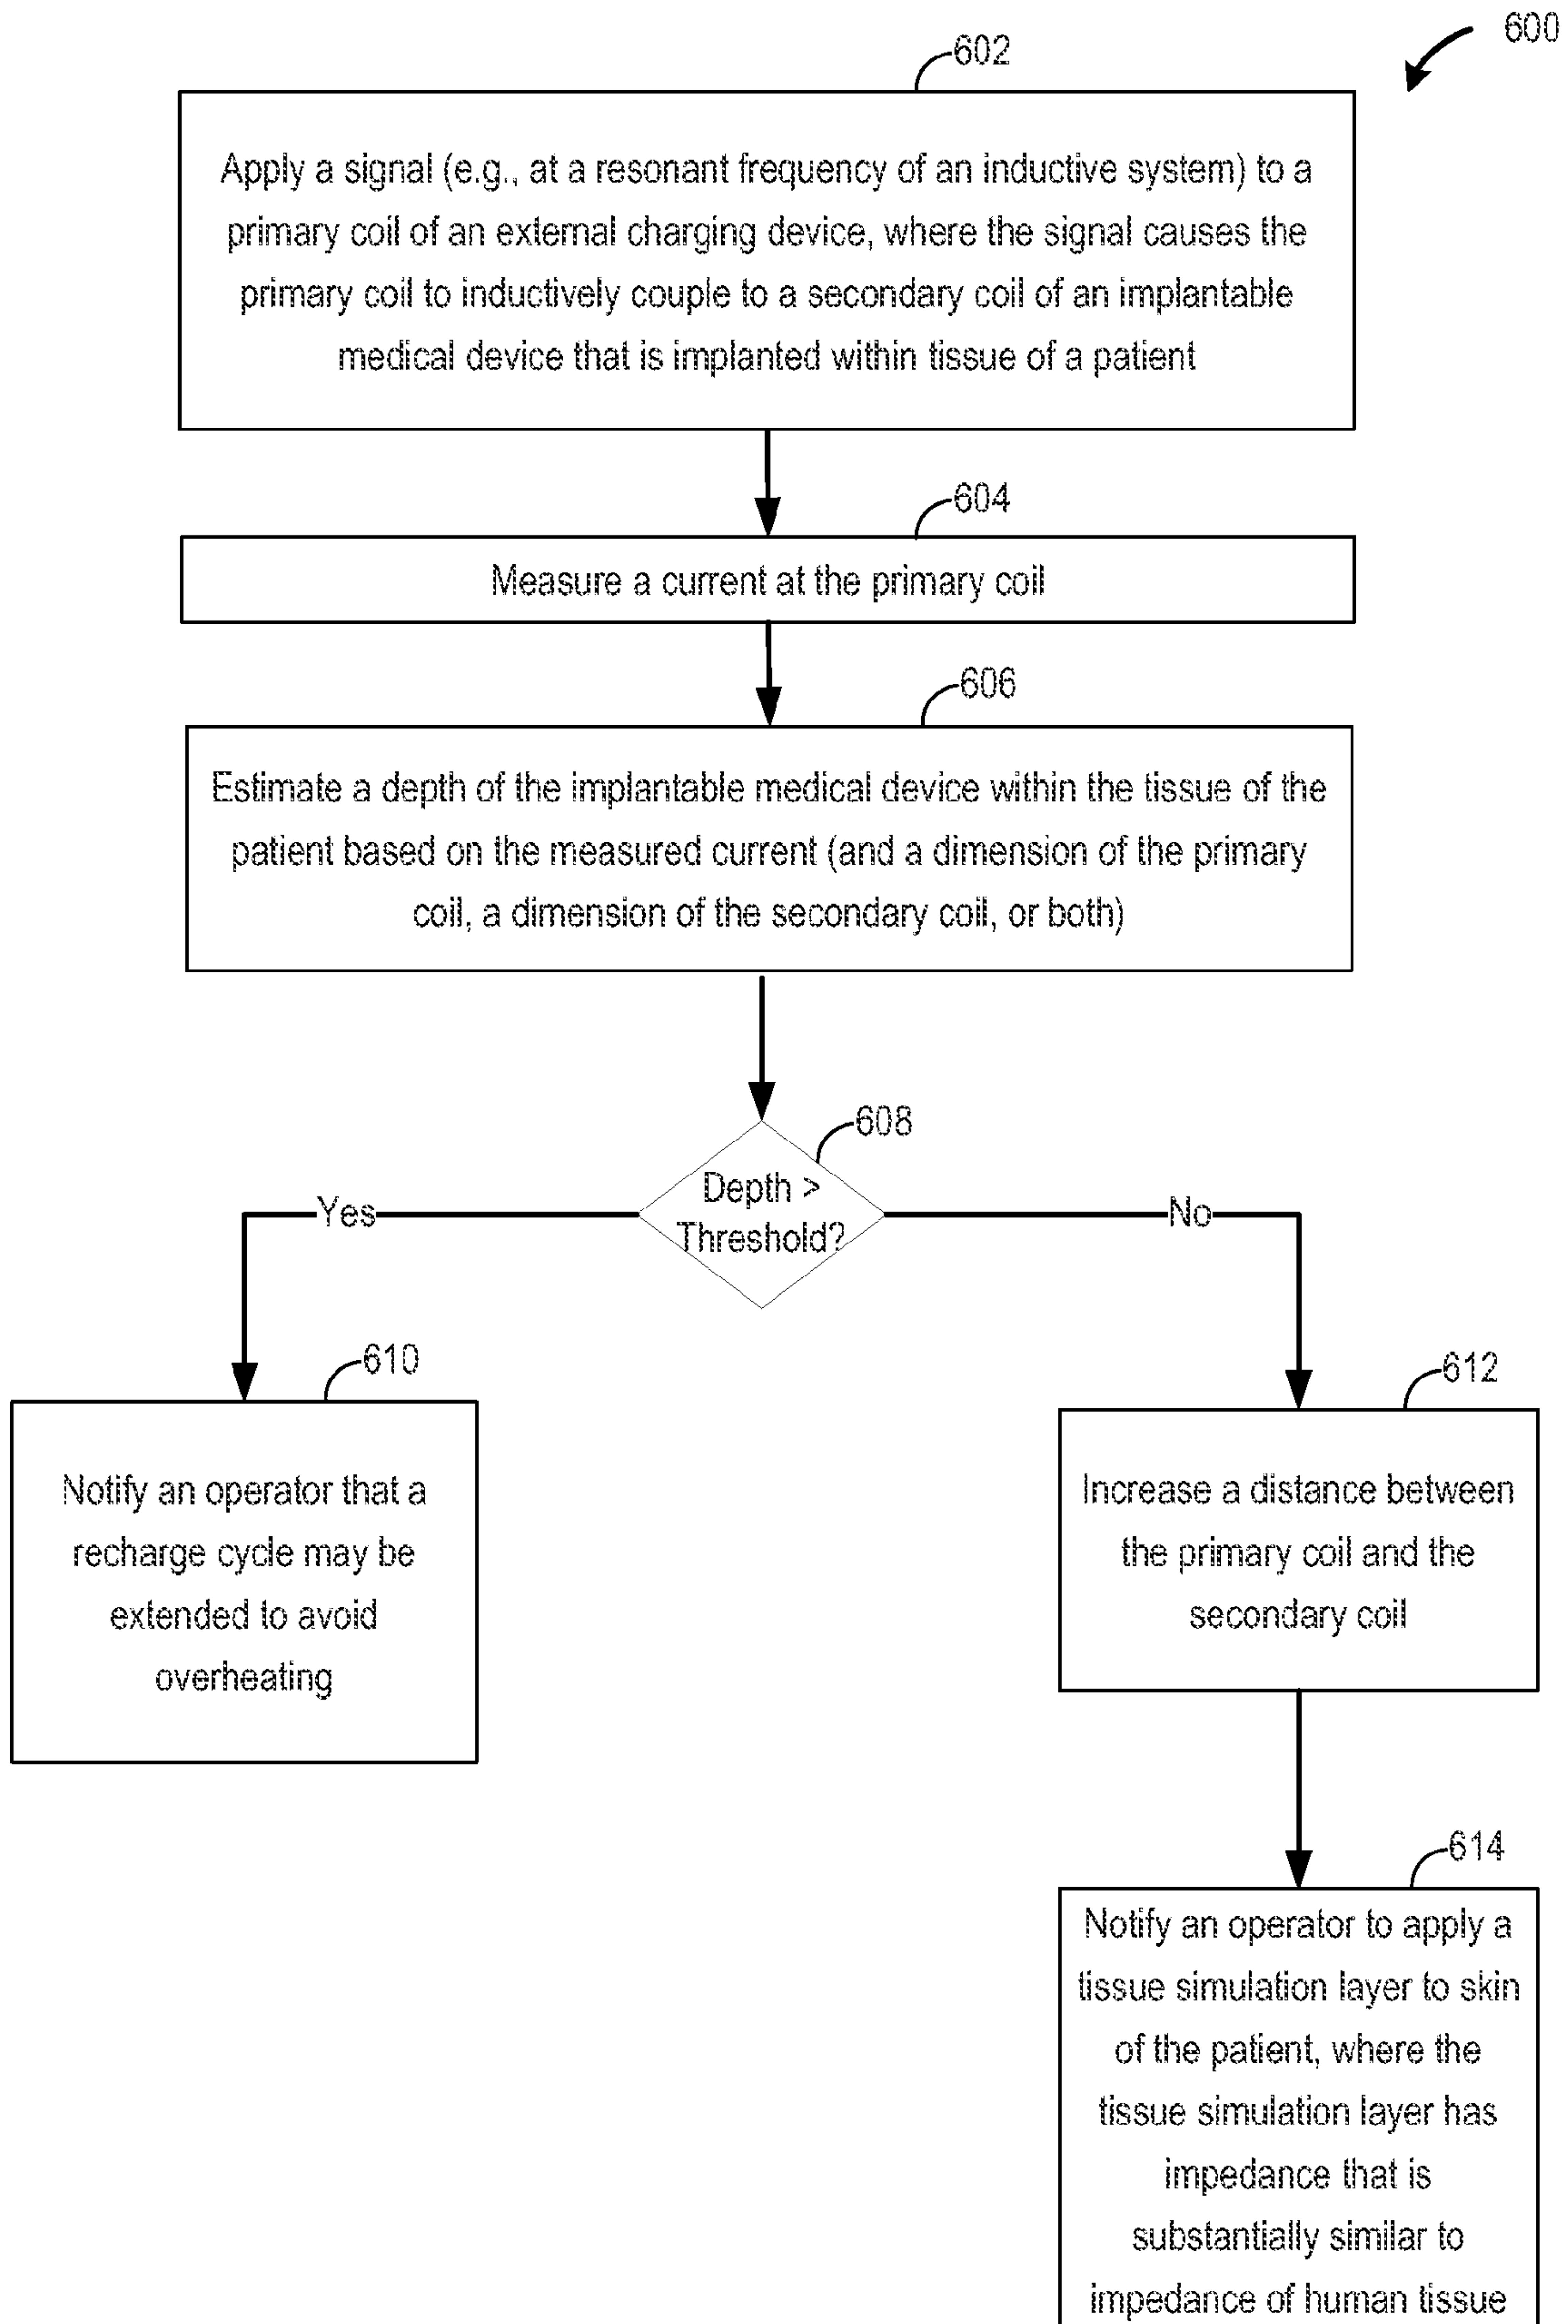 600
602
Apply a signal (e.g., at a resonant frequency of an inductive system) to a
primary coil of an external charging device, where the signal causes the
primary coil to inductively couple to a secondary coil of an implantable
medical device that is implanted within tissue of a patient
604
Measure a current at the primary coil
606
Estimate a depth of the implantable medical device within the tissue of the
patient based on the measured current (and a dimension of the primary
coil, a dimension of the secondary coil, or both)
608
Depth >
Threshold?
Yes
No
610
Notify an operator that a
recharge cycle may be
extended to avoid
overheating
612
Increase a distance between
the primary coil and the
secondary coil
614
Notify an operator to apply a
tissue simulation layer to skin
of the patient, where the
tissue simulation layer has
impedance that is
substantially similar to
impedance of human tissue